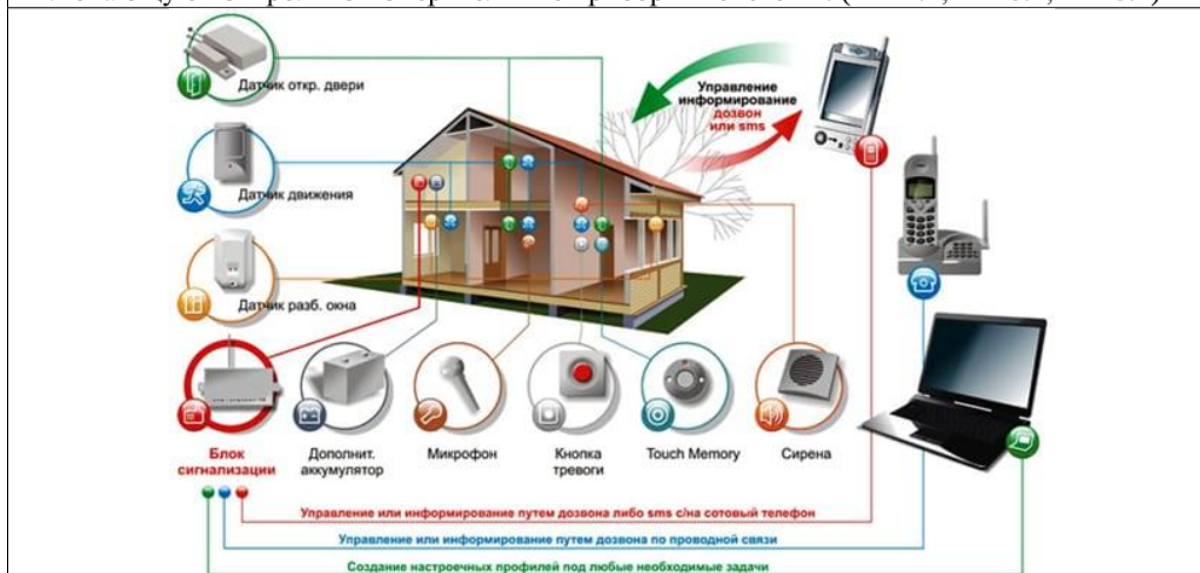 Датчик откр. двери
Управление
информирование
дозвон
или sms
Датчик движения
Датчик разб. окна
Блок
сигнализации
Дополнит.
аккумулятор
Микрофон
Кнопка
тревоги
Touch Memory
Сирена
Управление или информирование путем дозвона либо sms с/на сотовый телефон
Управление или информирование путем дозвона по проводной связи
Создание настроечных профилей под любые необходимые задачи